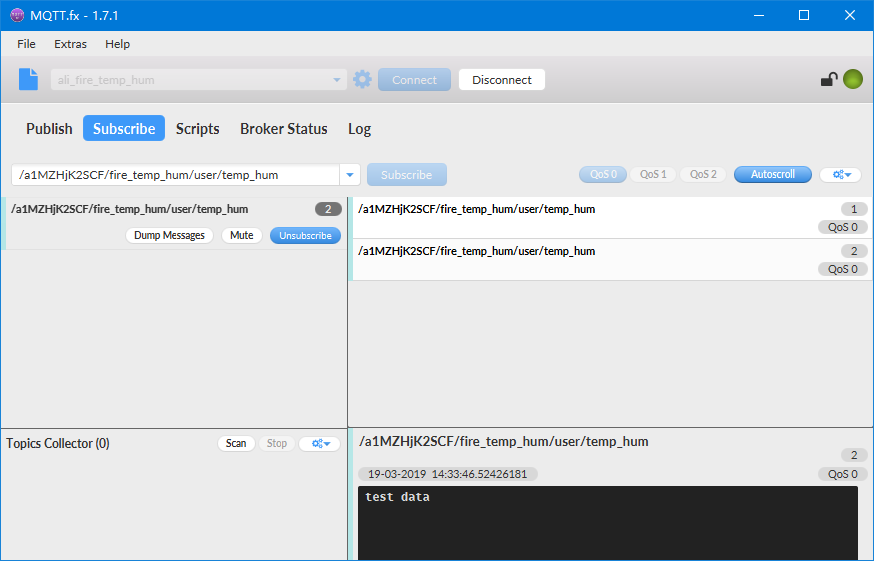 MQTT.fx - 1.7.1
File Extras Help
ali_fire_temp_hum Connect Disconnect
Publish Subscribe Scripts Broker Status Log
/a1MZHjK2SCF/fire_temp_hum/user/temp_hum Subscribe QoS 0 QoS 1 QoS 2 Autoscroll
/a1MZHjK2SCF/fire_temp_hum/user/temp_hum 2
Dump Messages Mute Unsubscribe
/a1MZHjK2SCF/fire_temp_hum/user/temp_hum 1
QoS 0
/a1MZHjK2SCF/fire_temp_hum/user/temp_hum 2
QoS 0
Topics Collector (0) Scan Stop
/a1MZHjK2SCF/fire_temp_hum/user/temp_hum
2
19-03-2019 14:33:46.52426181 QoS 0
test data